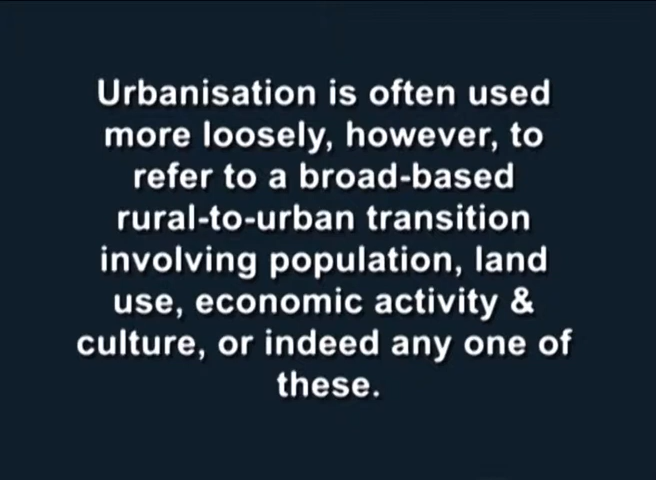 Urbanisation is often used
more loosely, however, to
refer to a broad-based
rural-to-urban transition
involving population, land
use, economic activity &
culture, or indeed any one of
these.